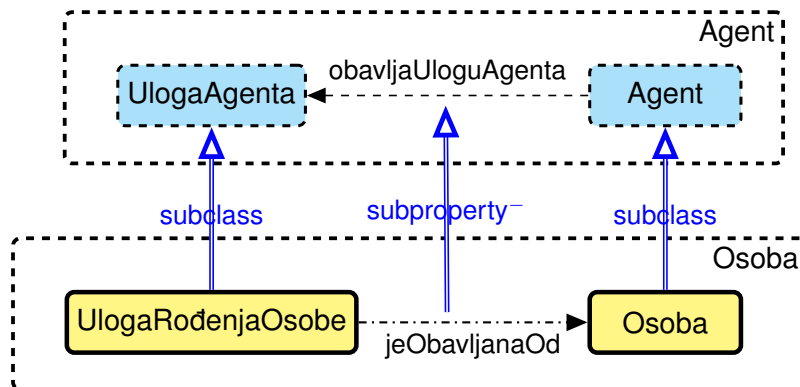 Agent
obavljaUloguAgenta
UlogaAgenta
Agent
subclass
subproperty⁻
subclass
Osoba
UlogaRođenjaOsobe
Osoba
jeObavljanaOd